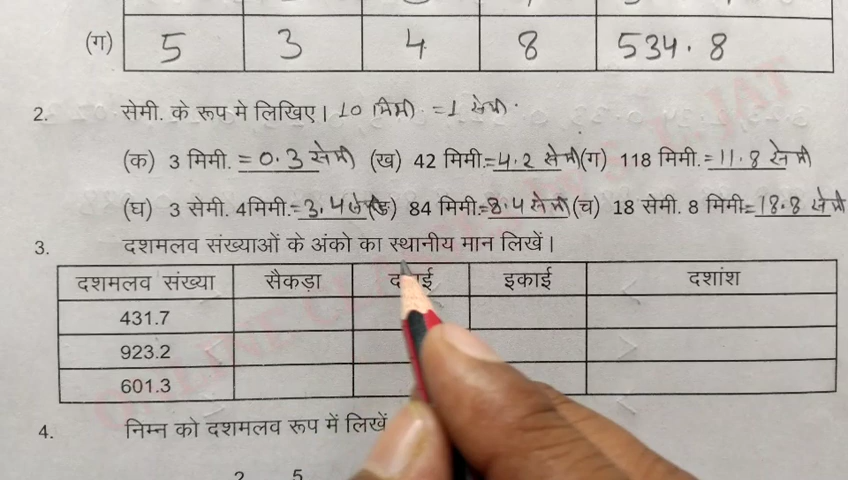 (ग) 5 3 4 8 534.8
2. सेमी. के रूप मे लिखिए। 10 मिमी. = 1 सेमी.
(क) 3 मिमी. = 0.3 सेमी (ख) 42 मिमी.= 4.2 सेमी (ग) 118 मिमी. = 11.8 सेमी
(घ) 3 सेमी. 4मिमी.= 3.4 सेमी (ङ) 84 मिमी.= 8.4 सेमी (च) 18 सेमी. 8 मिमी= 18.8 सेमी
3. दशमलव संख्याओं के अंको का स्थानीय मान लिखें।
दशमलव संख्या सैकड़ा इकाई दशांश
431.7
923.2
601.3
4. निम्न को दशमलव रूप में लिखें
2 5